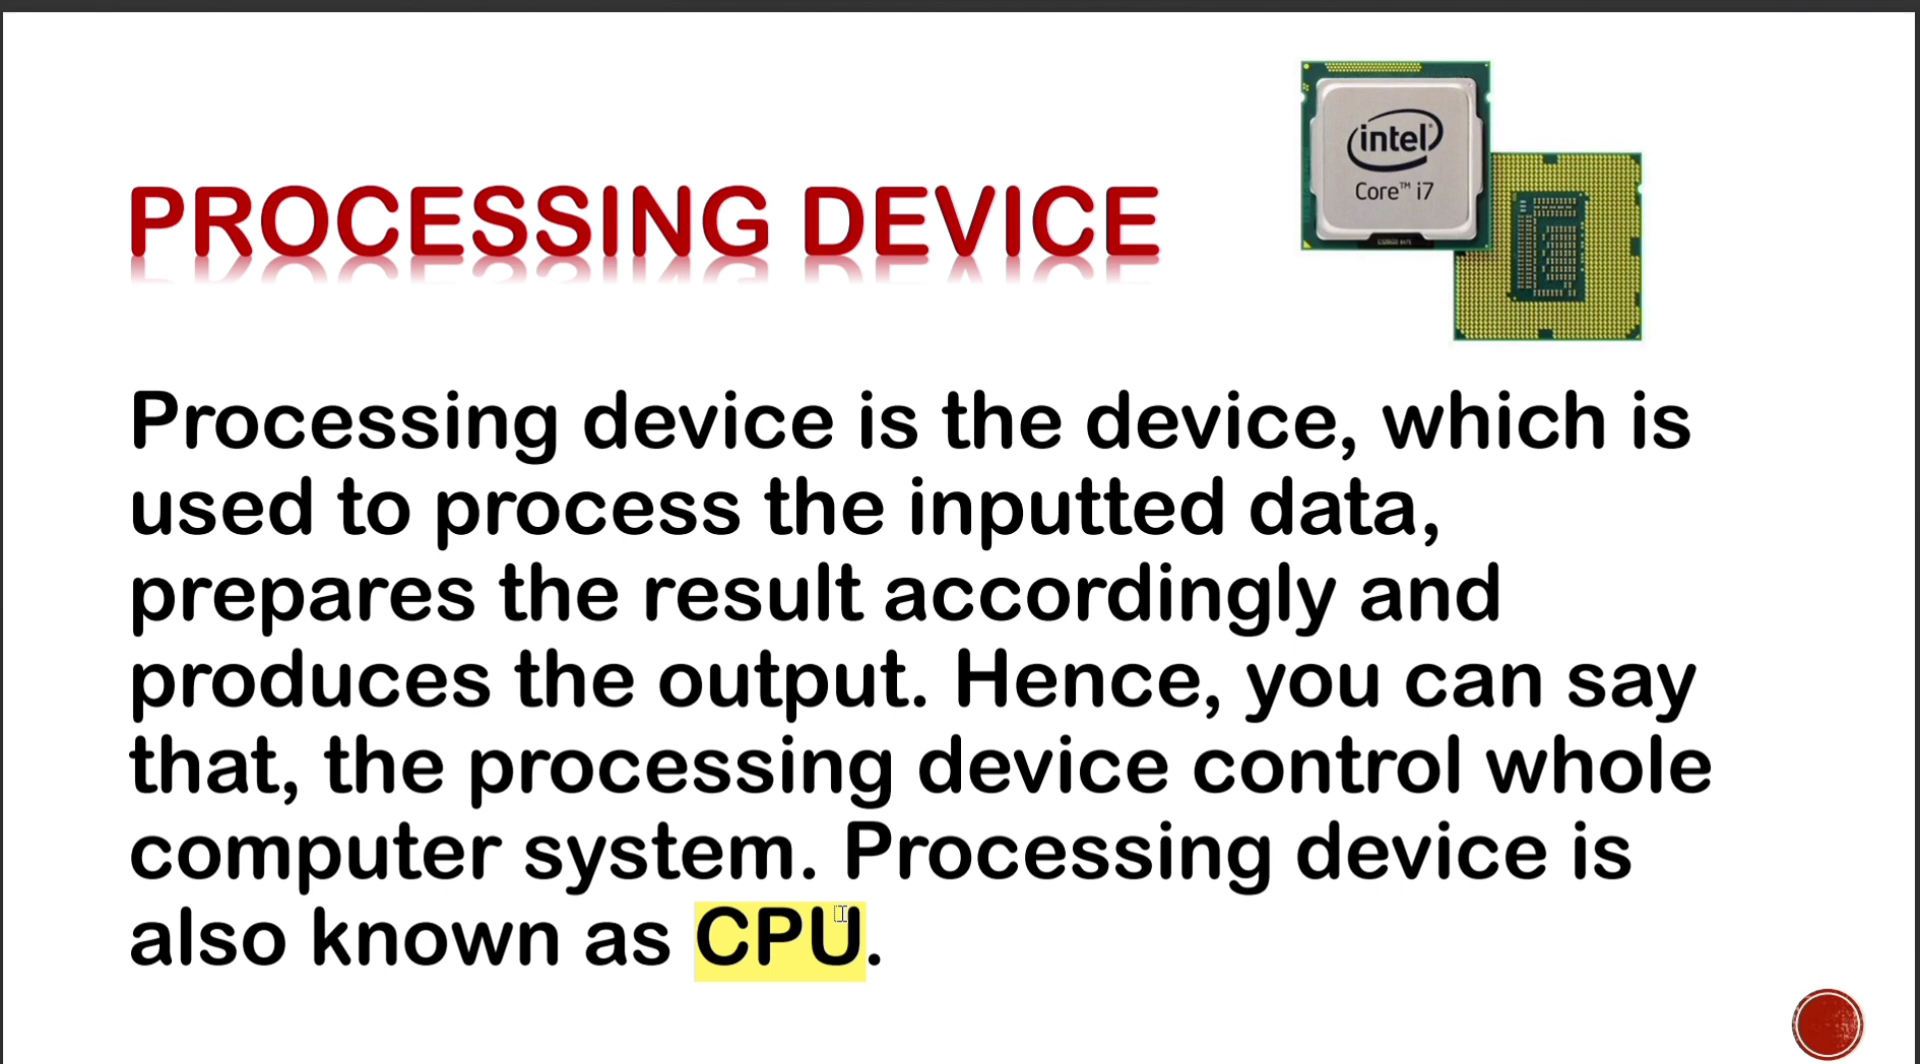 intel
Core™ i7
PROCESSING DEVICE
Processing device is the device, which is
used to process the inputted data,
prepares the result accordingly and
produces the output. Hence, you can say
that, the processing device control whole
computer system. Processing device is
also known as CPU.